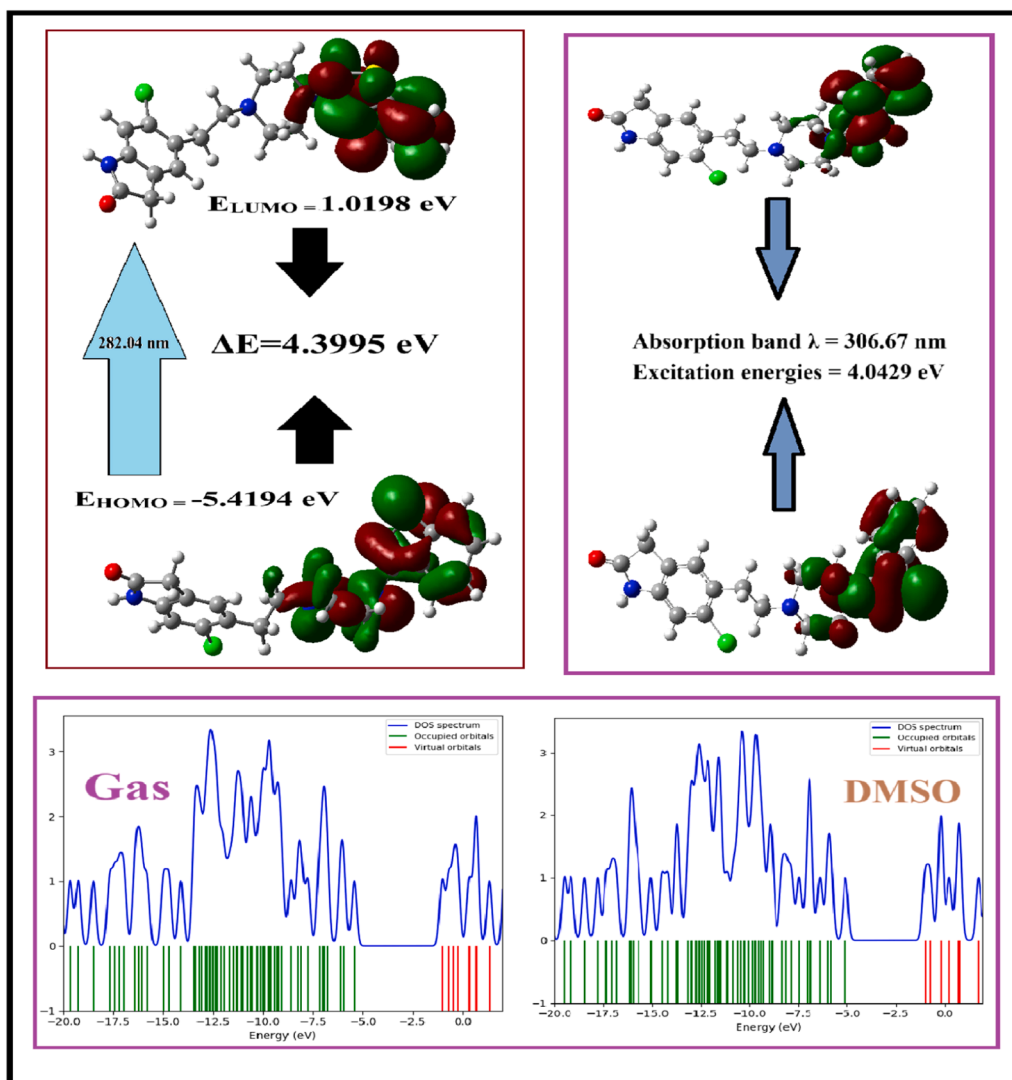 E_LUMO = 1.0198 eV
282.04 nm
ΔE=4.3995 eV
E_HOMO = -5.4194 eV
Absorption band λ = 306.67 nm
Excitation energies = 4.0429 eV
Gas
DOS spectrum
Occupied orbitals
Virtual orbitals
3
2
1
0
−1
−20.0 −17.5 −15.0 −12.5 −10.0 −7.5 −5.0 −2.5 0.0
Energy (eV)
DMSO
DOS spectrum
Occupied orbitals
Virtual orbitals
3
2
1
0
−1
−20.0 −17.5 −15.0 −12.5 −10.0 −7.5 −5.0 −2.5 0.0
Energy (eV)